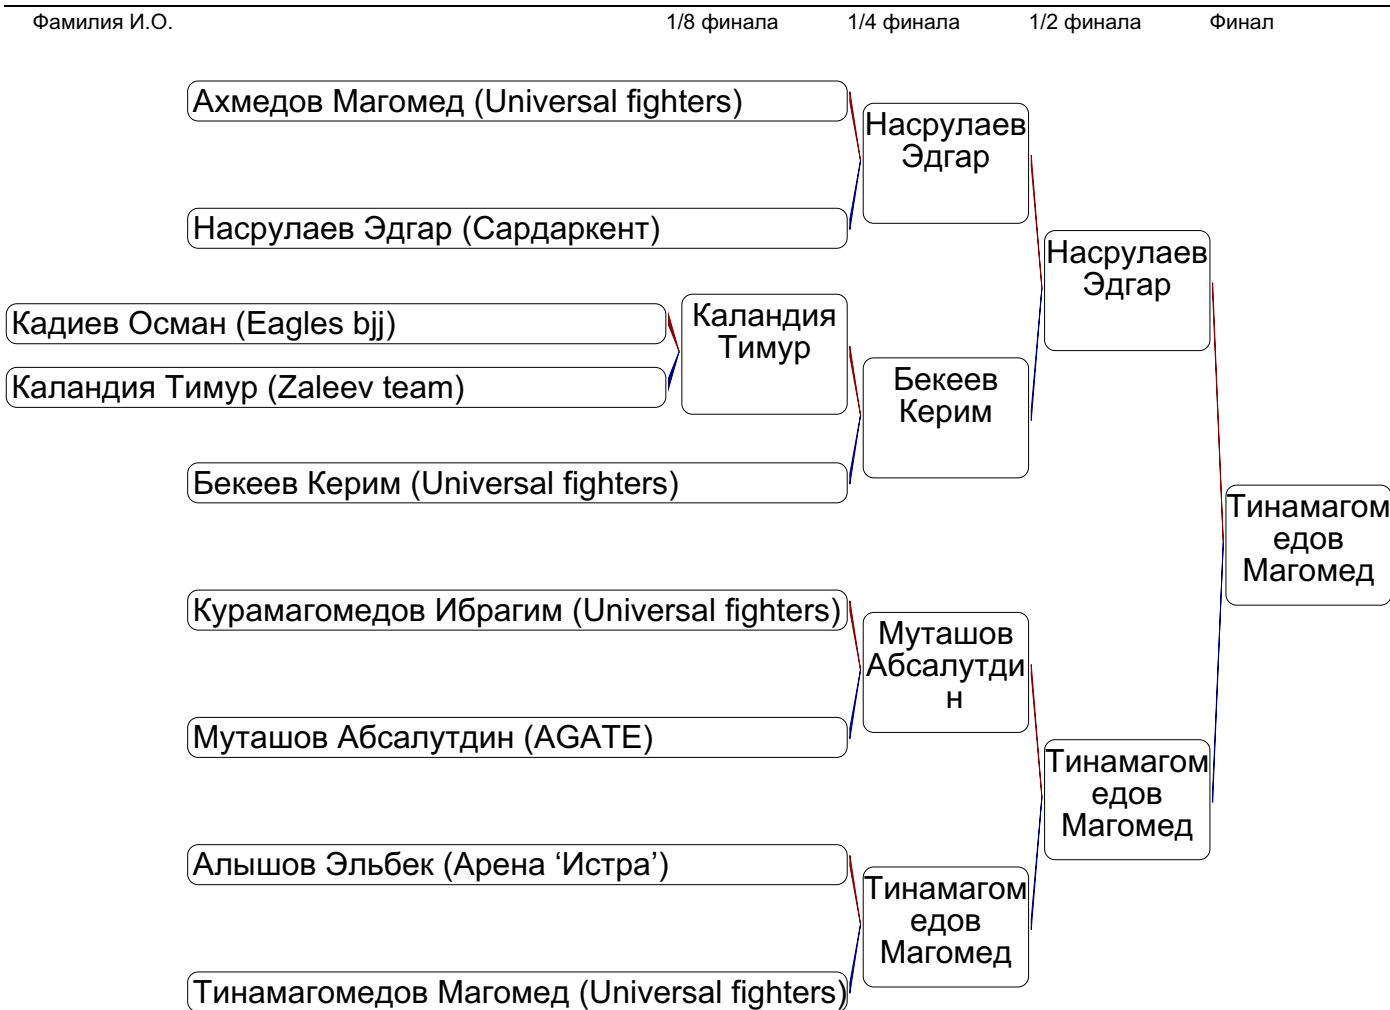 Фамилия И.О. 1/8 финала 1/4 финала 1/2 финала Финал
Ахмедов Магомед (Universal fighters)
Насрулаев
Эдгар
Насрулаев Эдгар (Сардаркент)
Насрулаев
Эдгар
Кадиев Осман (Eagles bjj)
Каландия
Тимур
Каландия Тимур (Zaleev team)
Бекеев
Керим
Бекеев Керим (Universal fighters)
Тинамагом
едов
Магомед
Курамагомедов Ибрагим (Universal fighters)
Муташов
Абсалутди
н
Муташов Абсалутдин (AGATE)
Тинамагом
едов
Магомед
Алышов Эльбек (Арена ‘Истра’)
Тинамагом
едов
Магомед
Тинамагомедов Магомед (Universal fighters)